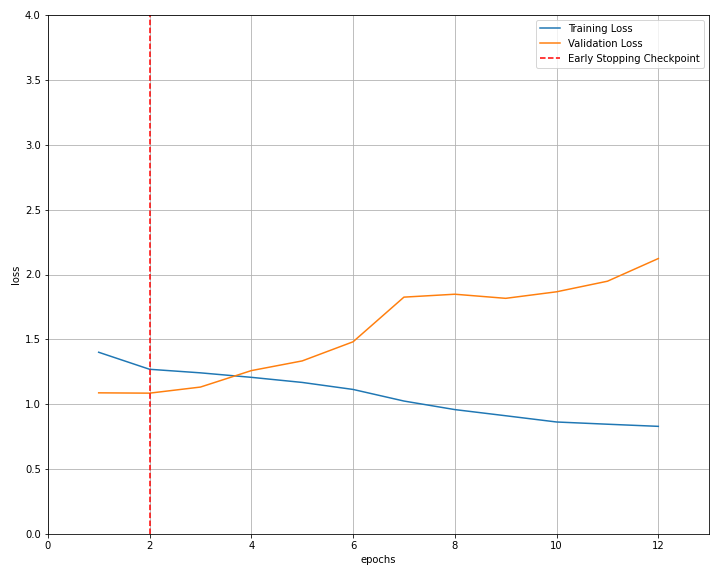 4.0
3.5
3.0
2.5
2.0
1.5
1.0
0.5
0.0
loss
Training Loss
Validation Loss
Early Stopping Checkpoint
0 2 4 6 8 10 12
epochs